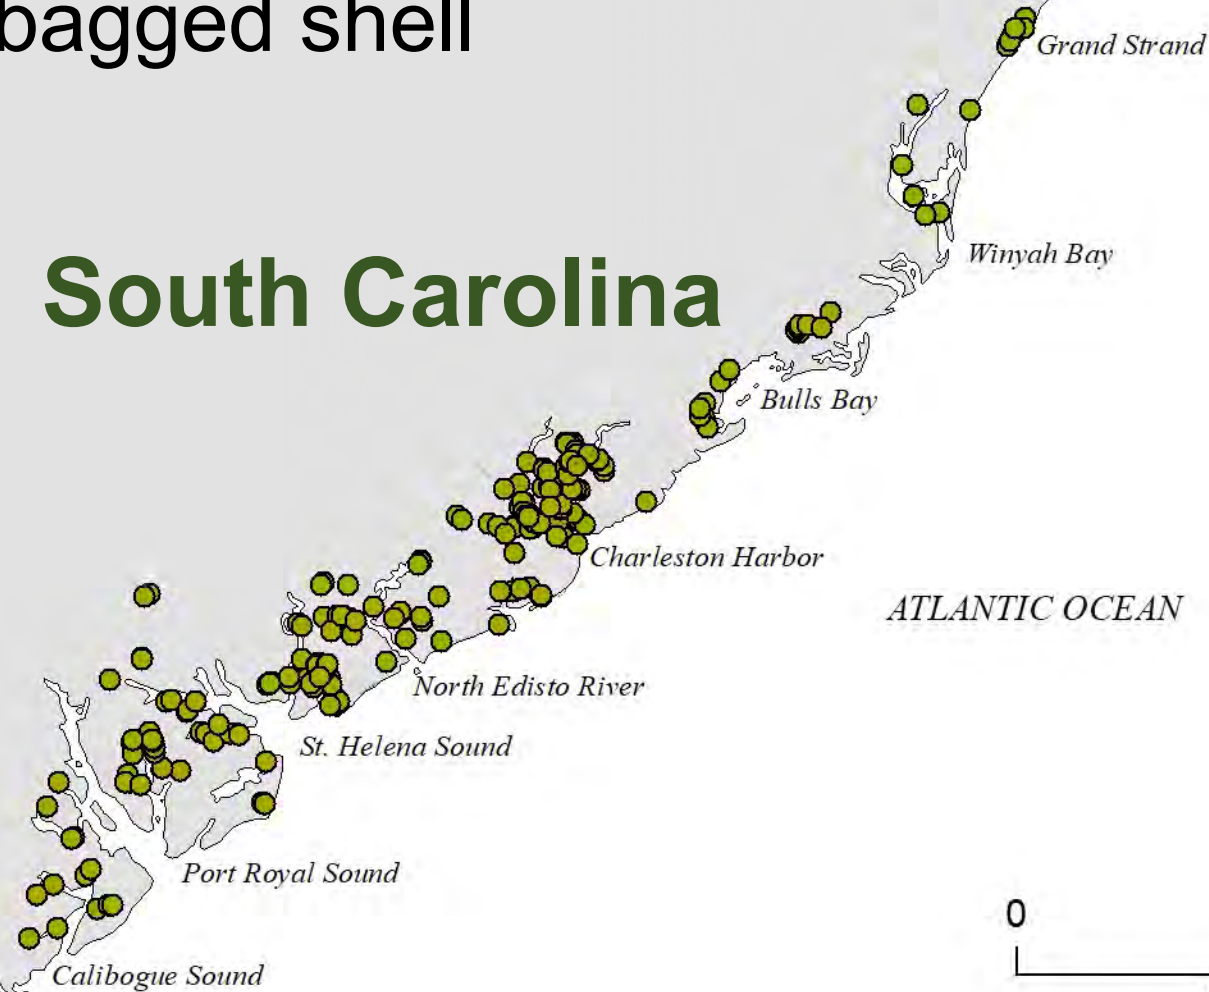 bagged shell
Grand Strand
Winyah Bay
South Carolina
Bulls Bay
Charleston Harbor
ATLANTIC OCEAN
North Edisto River
St. Helena Sound
Port Royal Sound
0
Calibogue Sound